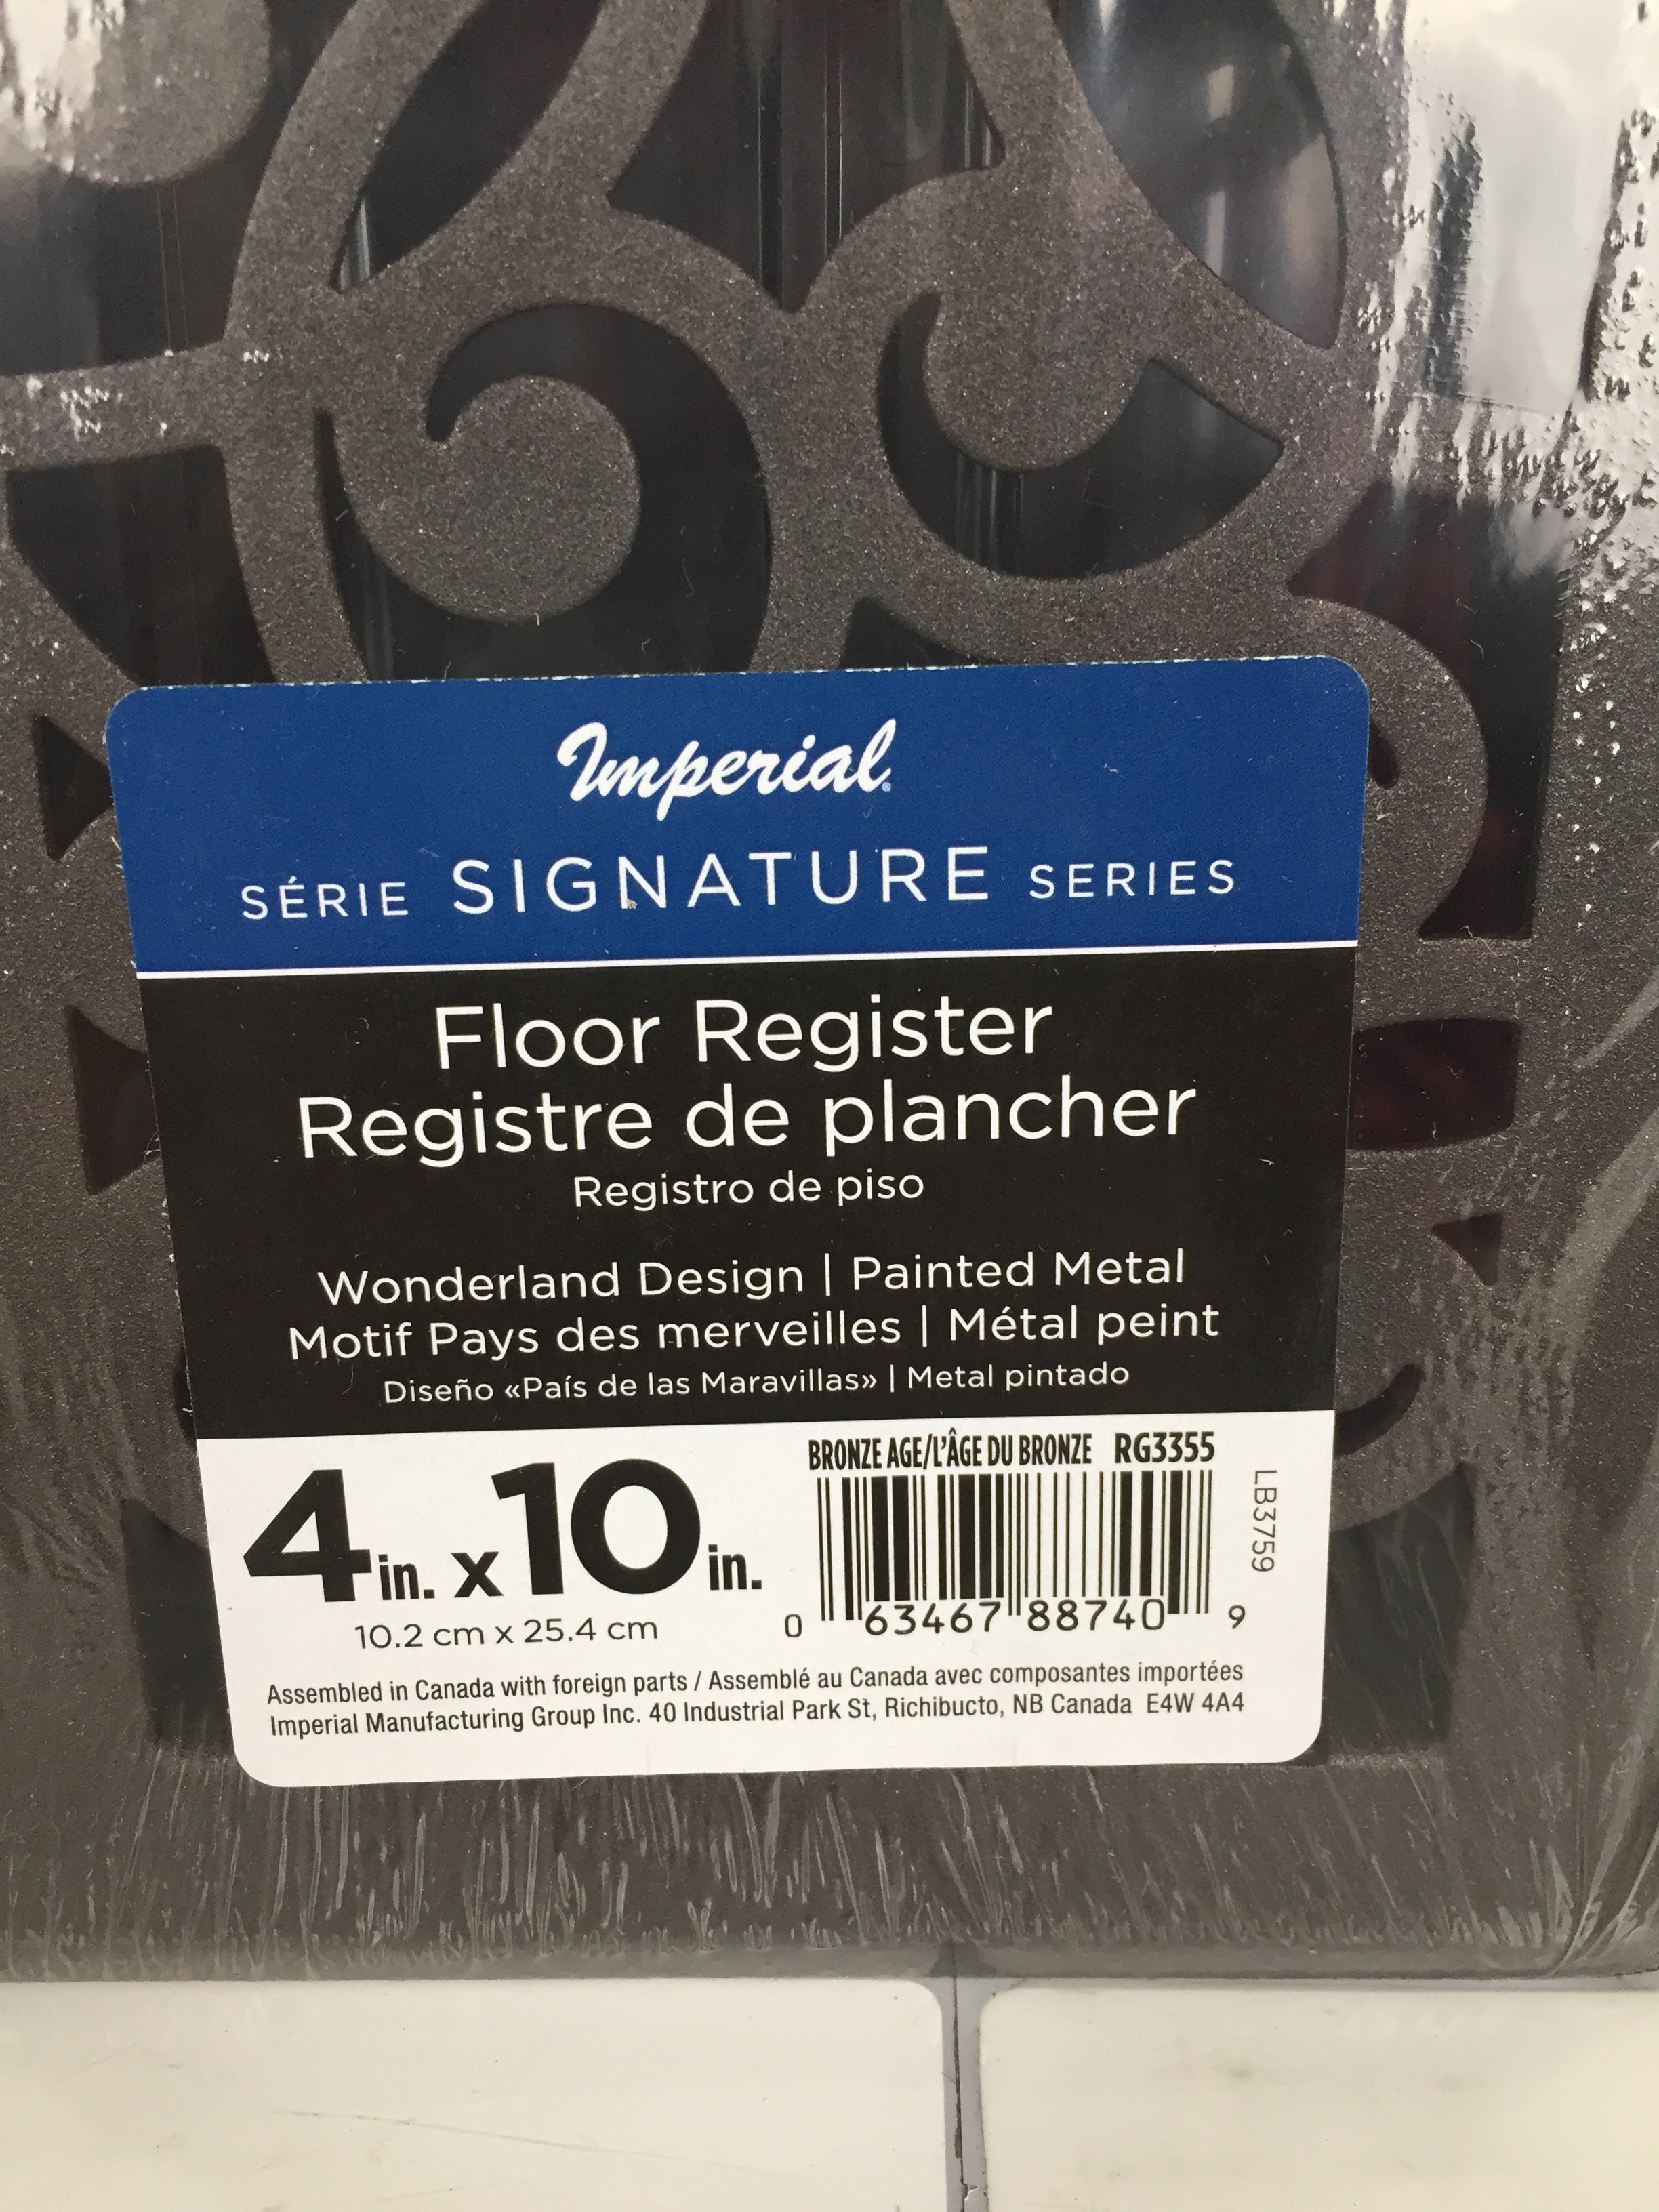 Imperial®
SÉRIE SIGNATURE SERIES
Floor Register
Registre de plancher
Registro de piso
Wonderland Design | Painted Metal
Motif Pays des merveilles | Métal peint
Diseño «País de las Maravillas» | Metal pintado
4in. x 10in.
10.2 cm x 25.4 cm
BRONZE AGE/L'ÂGE DU BRONZE RG3355
LB3759
0 63467 88740 9
Assembled in Canada with foreign parts / Assemblé au Canada avec composantes importées
Imperial Manufacturing Group Inc. 40 Industrial Park St, Richibucto, NB Canada E4W 4A4